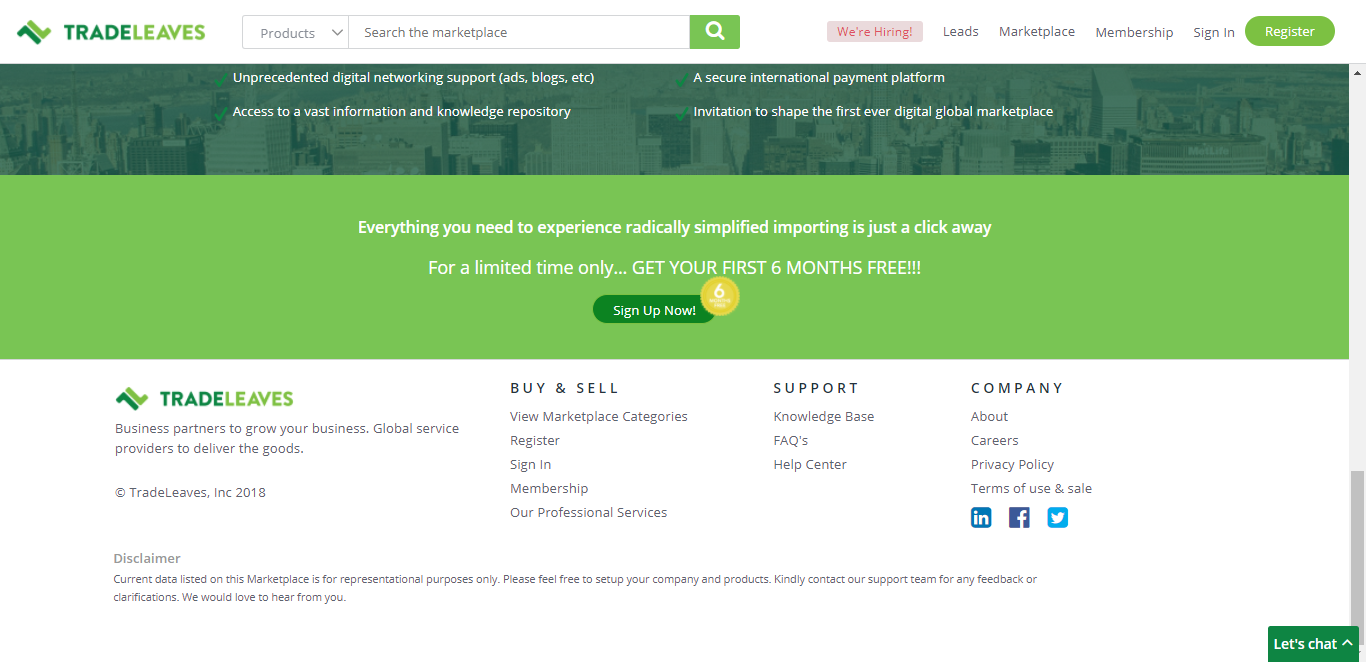 TRADELEAVES
Products
Search the marketplace
We're Hiring!
Leads
Marketplace
Membership
Sign In
Register
Unprecedented digital networking support (ads, blogs, etc)
A secure international payment platform
Access to a vast information and knowledge repository
Invitation to shape the first ever digital global marketplace
MetLife
Everything you need to experience radically simplified importing is just a click away
For a limited time only... GET YOUR FIRST 6 MONTHS FREE!!!
6
MONTHS
FREE
Sign Up Now!
TRADELEAVES
Business partners to grow your business. Global service
providers to deliver the goods.
© TradeLeaves, Inc 2018
BUY & SELL
View Marketplace Categories
Register
Sign In
Membership
Our Professional Services
SUPPORT
Knowledge Base
FAQ's
Help Center
COMPANY
About
Careers
Privacy Policy
Terms of use & sale
in
f
Disclaimer
Current data listed on this Marketplace is for representational purposes only. Please feel free to setup your company and products. Kindly contact our support team for any feedback or
clarifications. We would love to hear from you.
Let's chat